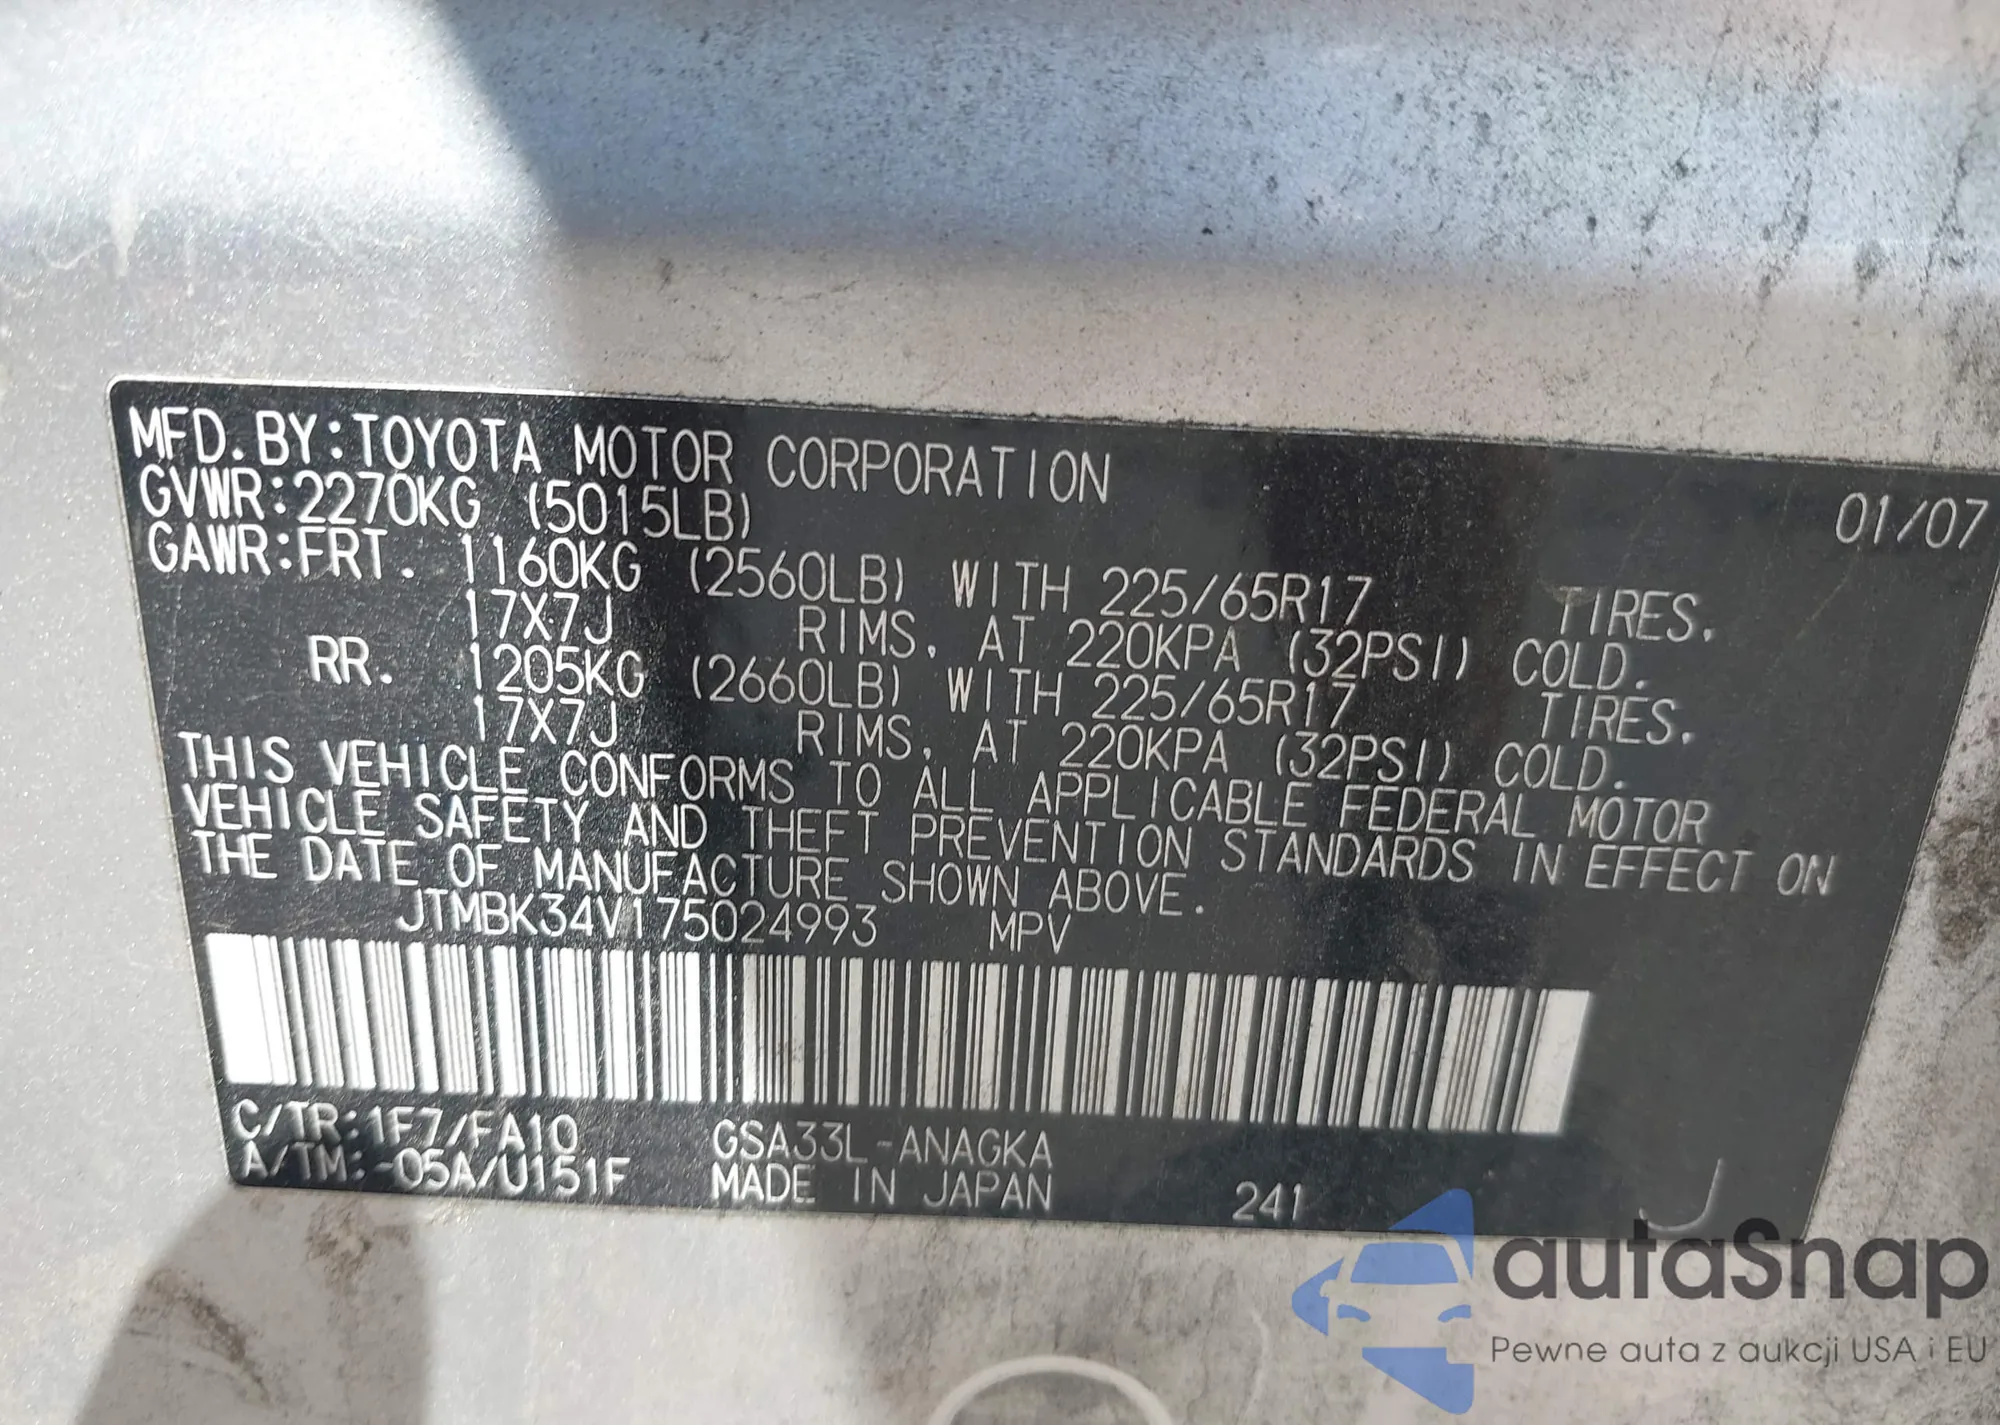 MFD. BY:TOYOTA MOTOR CORPORATION 01/07
GVWR:2270KG (5015LB)
GAWR:FRT. 1160KG (2560LB) WITH 225/65R17 TIRES.
17X7J RIMS, AT 220KPA (32PSI) COLD.
RR. 1205KG (2660LB) WITH 225/65R17 TIRES.
17X7J RIMS, AT 220KPA (32PSI) COLD.
THIS VEHICLE CONFORMS TO ALL APPLICABLE FEDERAL MOTOR
VEHICLE SAFETY AND THEFT PREVENTION STANDARDS IN EFFECT ON
THE DATE OF MANUFACTURE SHOWN ABOVE.
JTMBK34V175024993 MPV
C/TR:1F7/FA10 GSA33L-ANAGKA
A/TM:-05A/U151F MADE IN JAPAN 241 J
autaSnap
Pewne auta z aukcji USA i EU